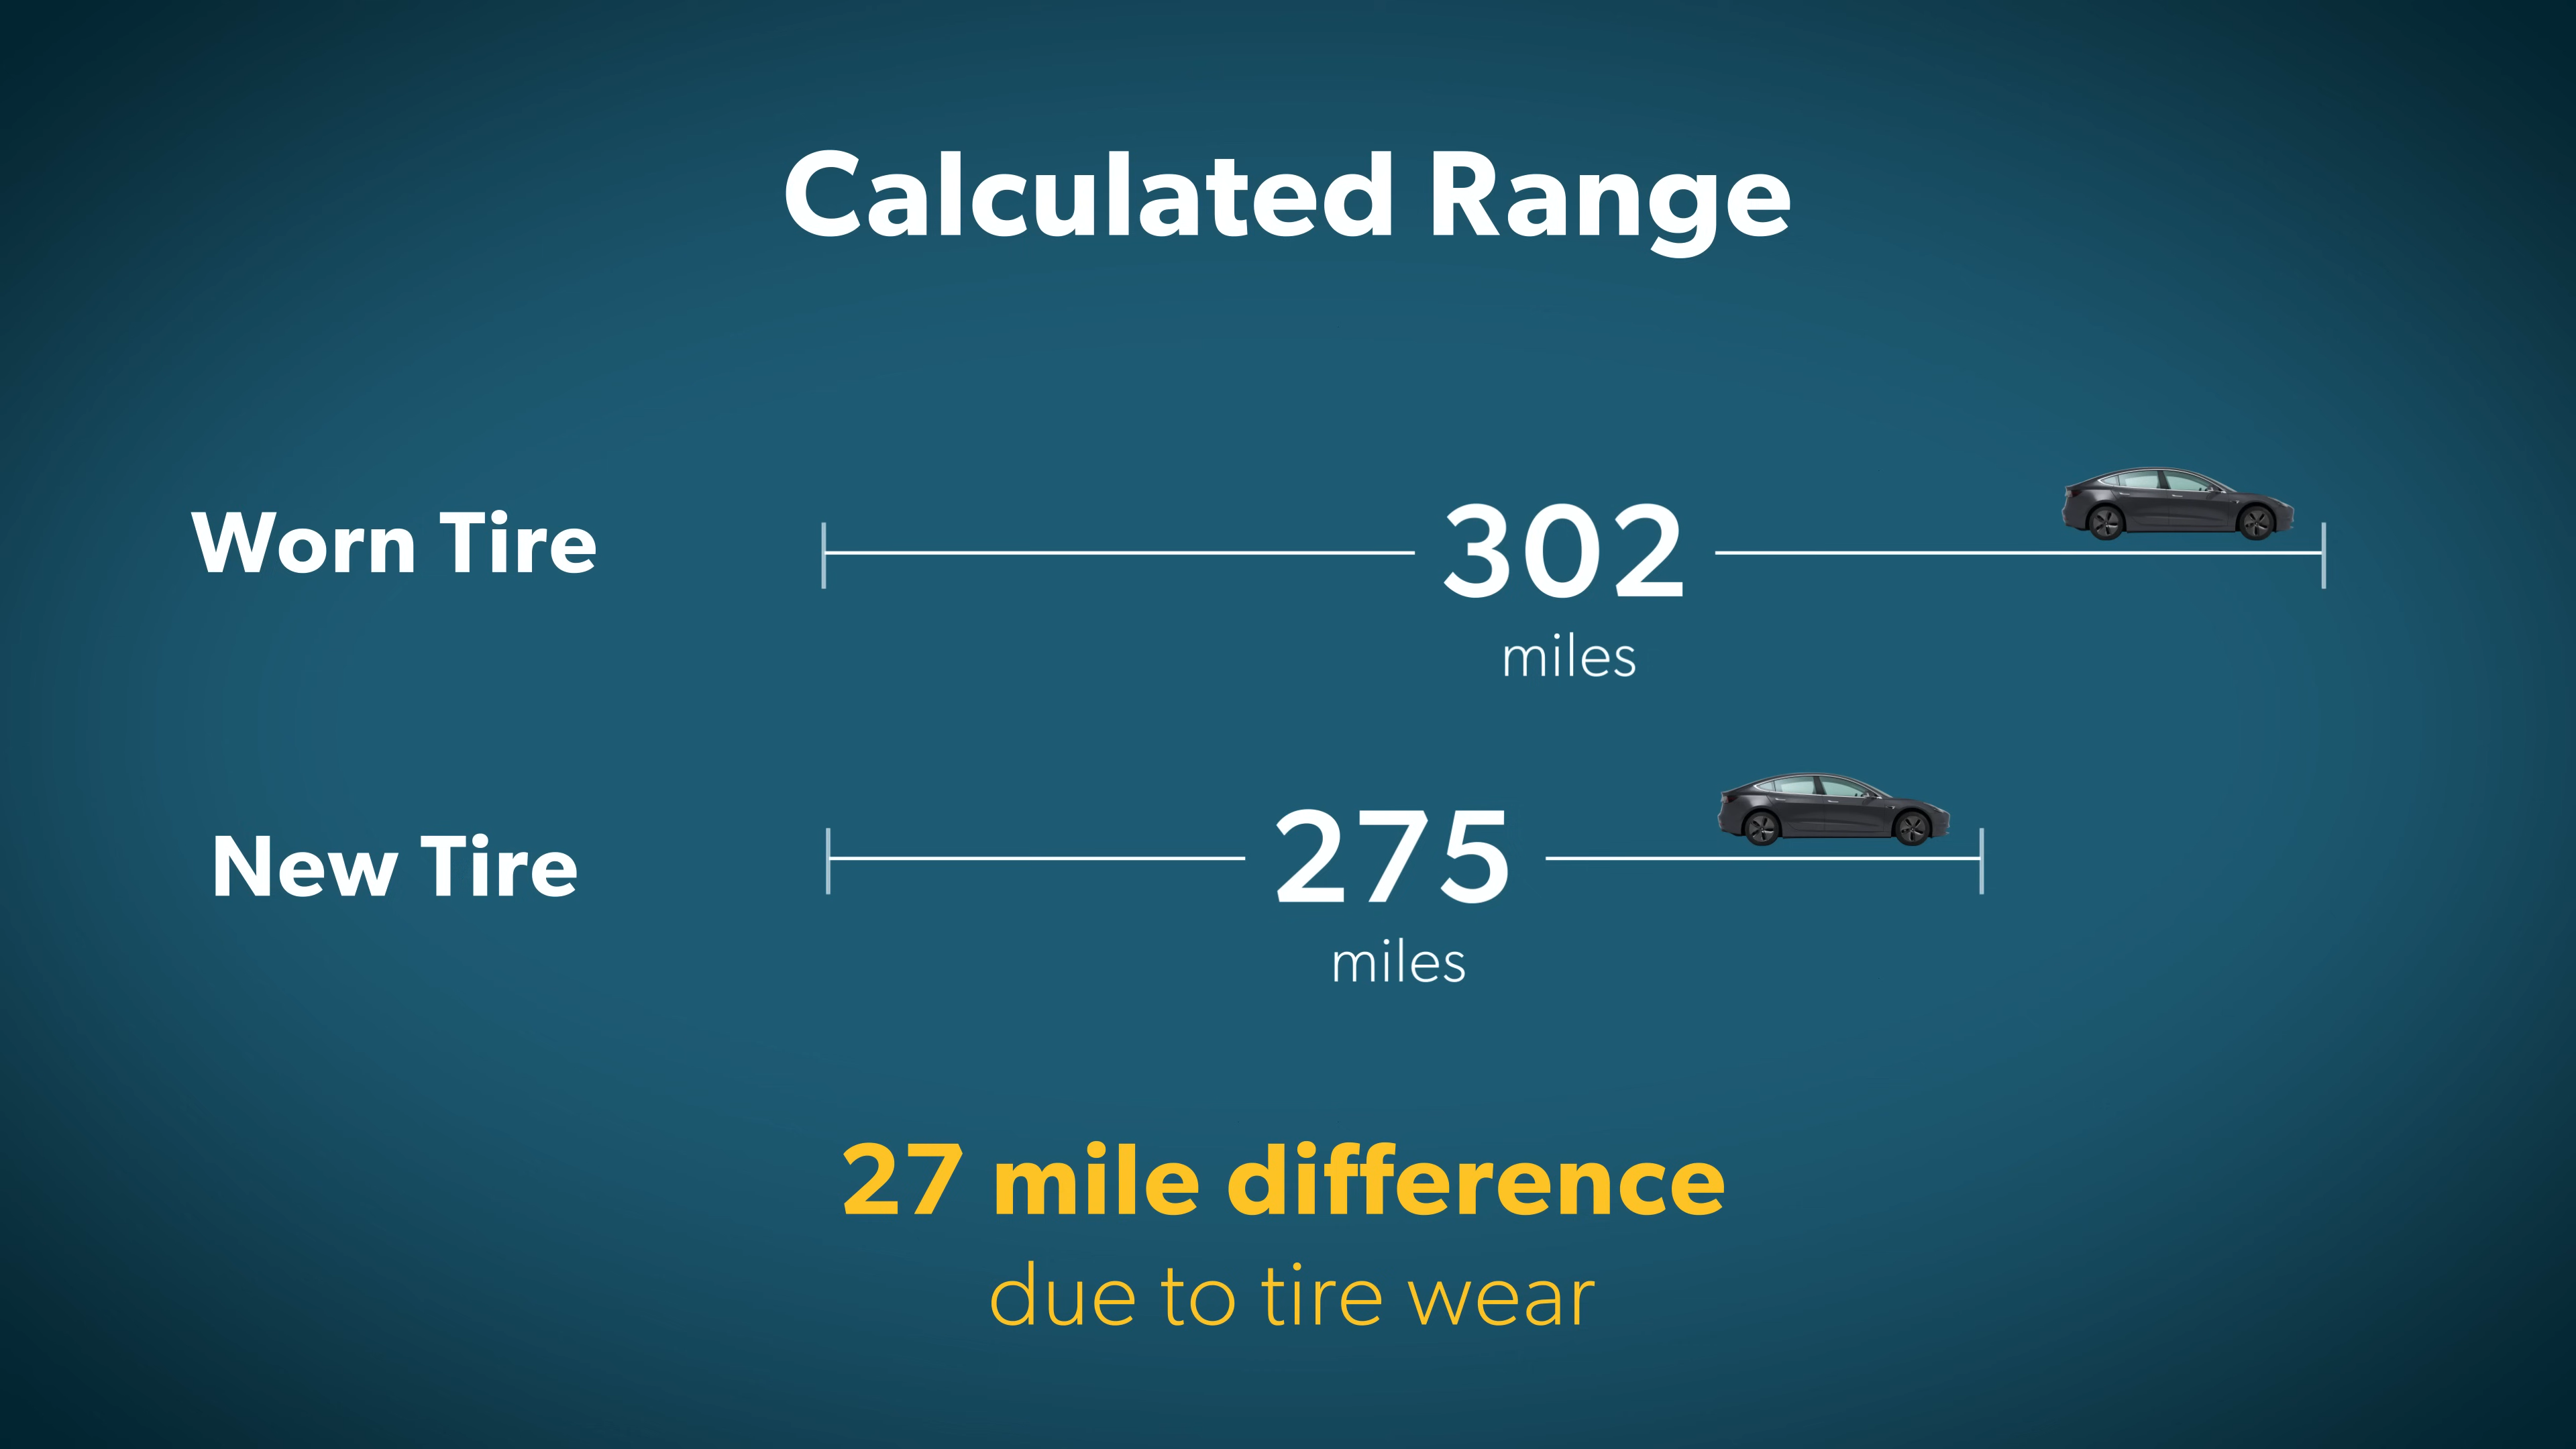 Calculated Range
Worn Tire
302
miles
New Tire
275
miles
27 mile difference
due to tire wear